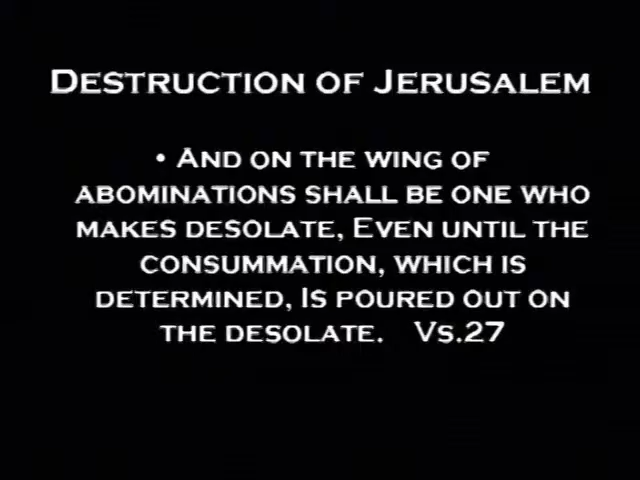 Destruction of Jerusalem
• And on the wing of
abominations shall be one who
makes desolate, Even until the
consummation, which is
determined, Is poured out on
the desolate. Vs.27